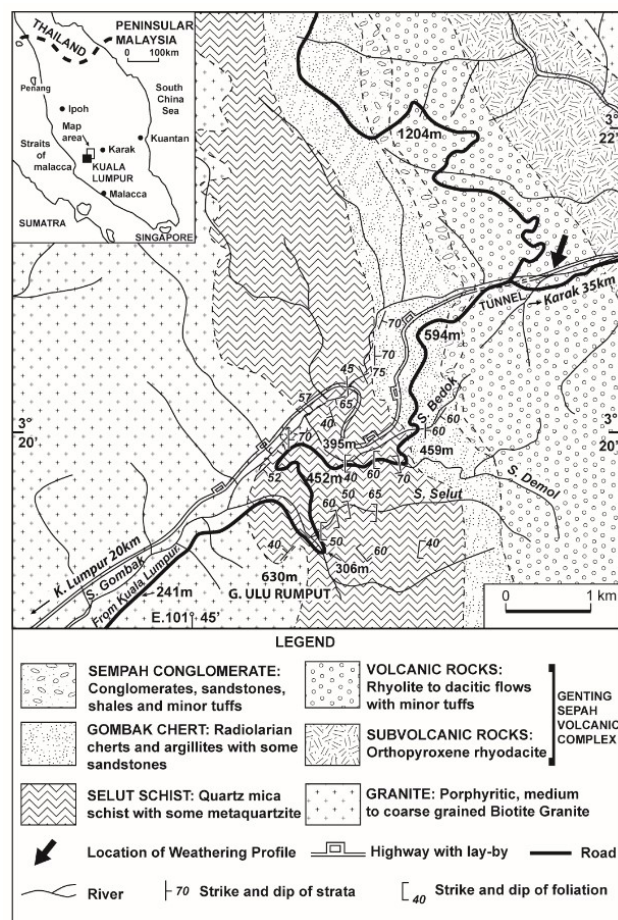 THAILAND
PENINSULAR
MALAYSIA
0 100km
Penang
Ipoh
South
China
Sea
Map
area
Kuantan
Straits
of
malacca
Karak
KUALA
LUMPUR
Malacca
SUMATRA
SINGAPORE
1204m
3°
22'
TUNNEL
Karak 35km
594m
70
70
75
45
65
57
40
S. Bedok
60
60
3°
20'
3°
20'
70
395m
459m
52
452m
40
60
70
S. Demol
S. Selut
50
65
60
50
40
60
40
306m
630m
G. ULU RUMPUT
K. Lumpur 20km
S. Gombak
From Kuala Lumpur
241m
E.101° 45'
0 1 km
LEGEND
SEMPAH CONGLOMERATE:
Conglomerates, sandstones,
shales and minor tuffs
VOLCANIC ROCKS:
Rhyolite to dacitic flows
with minor tuffs
GENTING
SEPAH
VOLCANIC
COMPLEX
GOMBAK CHERT: Radiolarian
cherts and argillites with some
sandstones
SUBVOLCANIC ROCKS:
Orthopyroxene rhyodacite
SELUT SCHIST: Quartz mica
schist with some metaquartzite
GRANITE: Porphyritic, medium
to coarse grained Biotite Granite
Location of Weathering Profile
Highway with lay-by
Road
River
70 Strike and dip of strata
40 Strike and dip of foliation